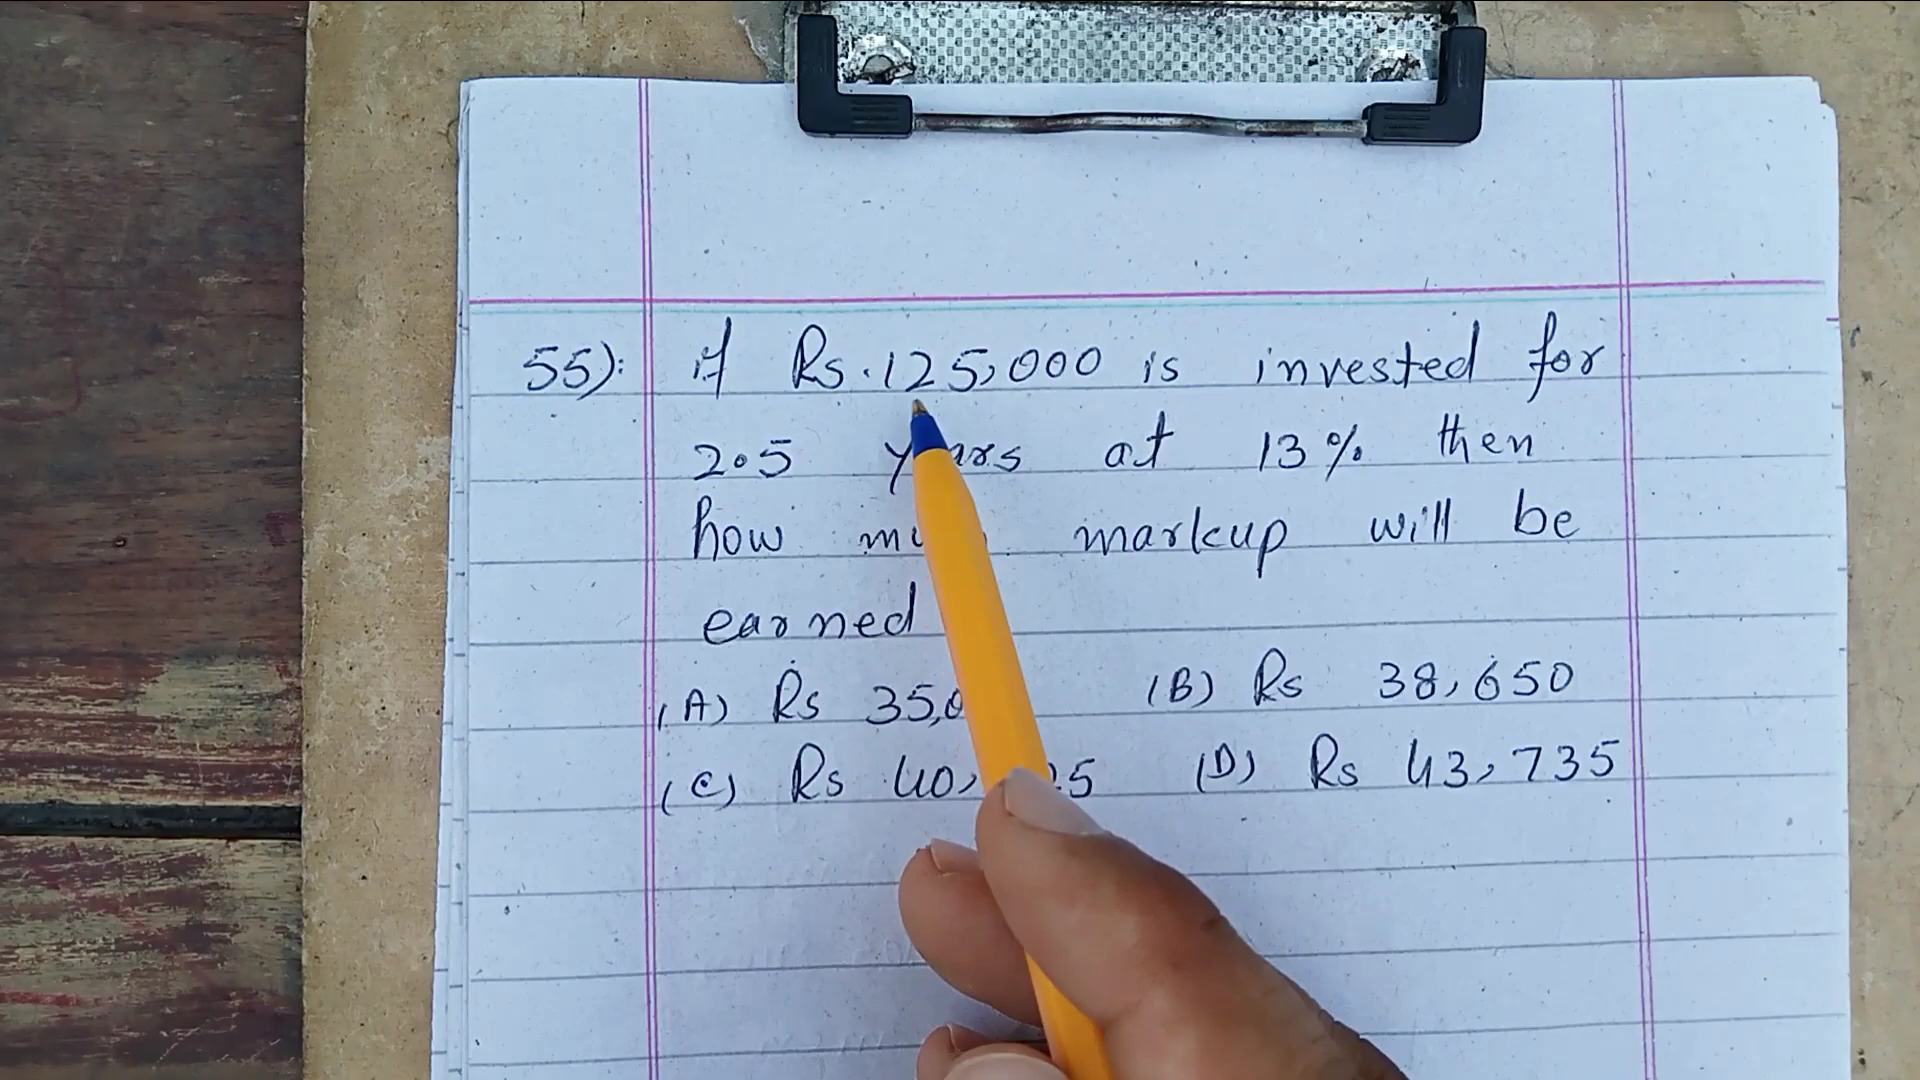 55): if Rs. 125,000 is invested for
2.5 years at 13% then
how markup will be
earned
(A) Rs (B) Rs 38,650
(C) Rs (D) Rs 43,735